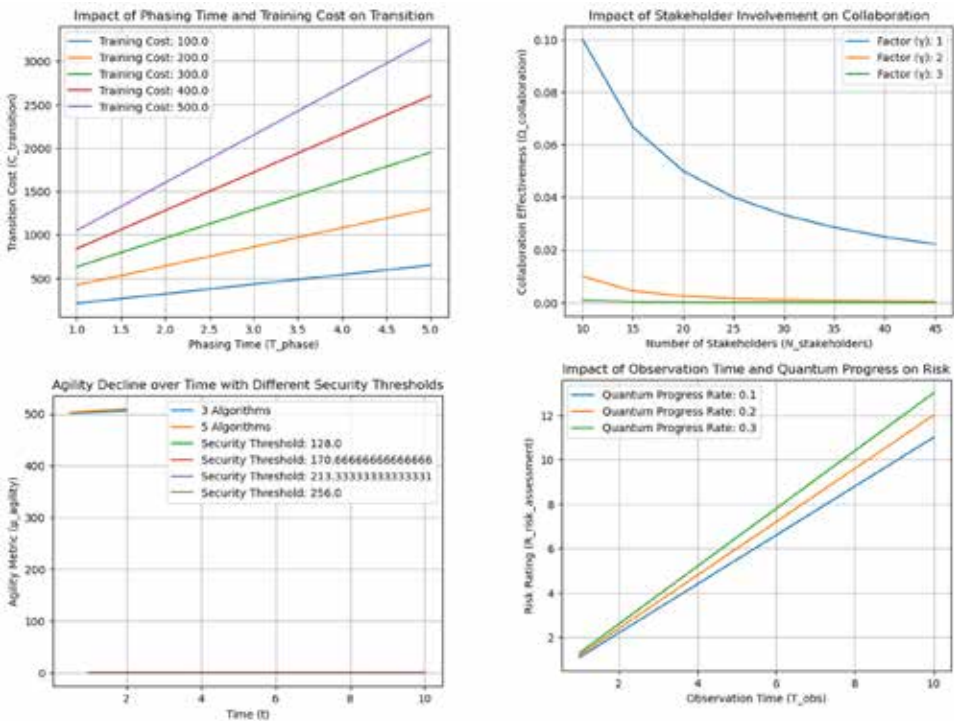 Impact of Phasing Time and Training Cost on Transition
Training Cost: 100.0
Training Cost: 200.0
Training Cost: 300.0
Training Cost: 400.0
Training Cost: 500.0
Transition Cost (C_transition)
3000
2500
2000
1500
1000
500
1.0 1.5 2.0 2.5 3.0 3.5 4.0 4.5 5.0
Phasing Time (T_phase)
Impact of Stakeholder Involvement on Collaboration
Factor (γ): 1
Factor (γ): 2
Factor (γ): 3
Collaboration Effectiveness (Ω_collaboration)
0.10
0.08
0.06
0.04
0.02
0.00
10 15 20 25 30 35 40 45
Number of Stakeholders (N_stakeholders)
Agility Decline over Time with Different Security Thresholds
3 Algorithms
5 Algorithms
Security Threshold: 128.0
Security Threshold: 170.66666666666666
Security Threshold: 213.33333333333331
Security Threshold: 256.0
Agility Metric (μ_agility)
500
400
300
200
100
0
2 4 6 8 10
Time (t)
Impact of Observation Time and Quantum Progress on Risk
Quantum Progress Rate: 0.1
Quantum Progress Rate: 0.2
Quantum Progress Rate: 0.3
Risk Rating (R_risk_assessment)
12
10
8
6
4
2
2 4 6 8 10
Observation Time (T_obs)